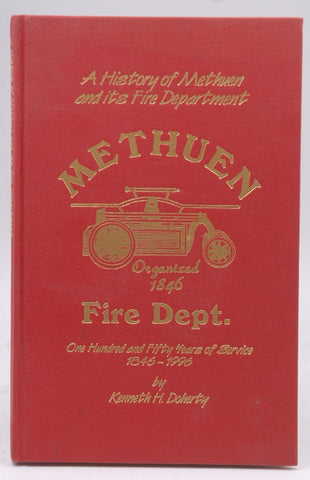 A History of Methuen
and its Fire Department
METHUEN
Organized
1846
Fire Dept.
One Hundred and Fifty Years of Service
1846-1996
by
Kenneth H. Doherty